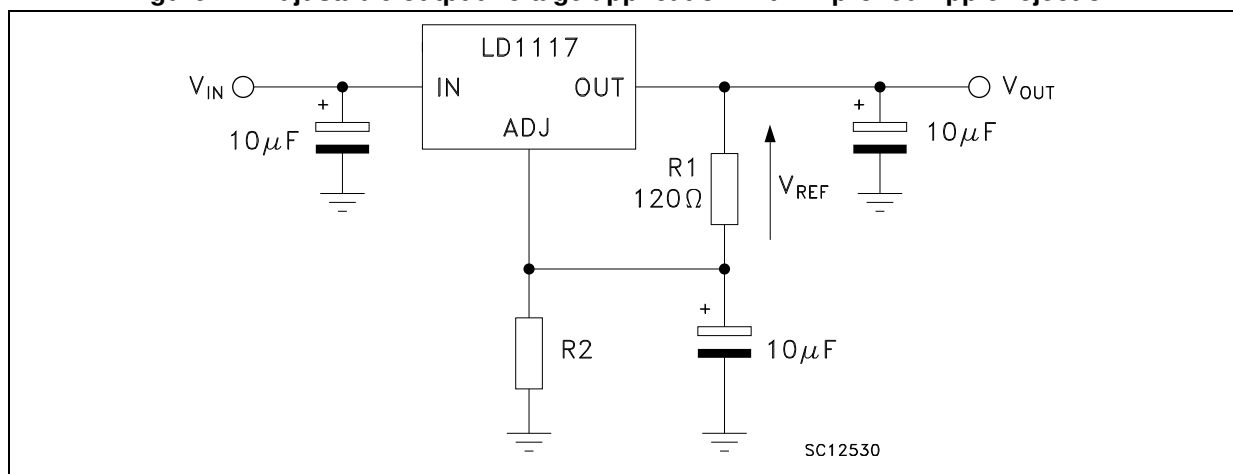 LD1117
V_IN
IN
OUT
V_OUT
+
10μF
ADJ
R1
120Ω
V_REF
+
10μF
+
R2
10μF
SC12530